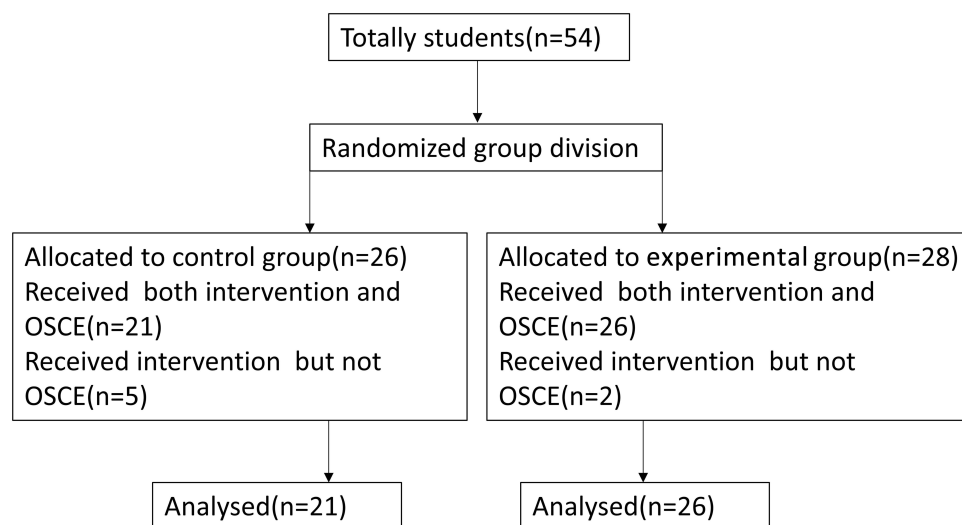 Totally students(n=54)
Randomized group division
Allocated to control group(n=26)
Received both intervention and
OSCE(n=21)
Received intervention but not
OSCE(n=5)
Allocated to experimental group(n=28)
Received both intervention and
OSCE(n=26)
Received intervention but not
OSCE(n=2)
Analysed(n=21)
Analysed(n=26)